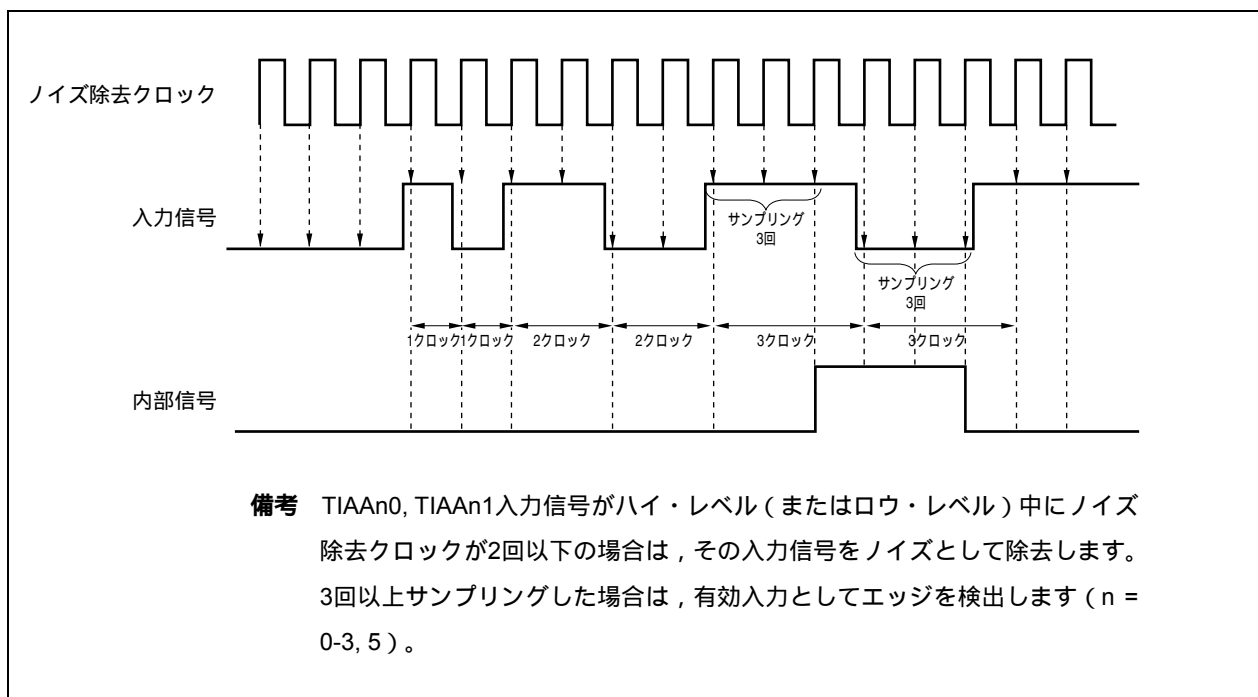 ノイズ除去クロック
入力信号
サンプリング
3回
サンプリング
3回
1クロック 1クロック 2クロック 2クロック 3クロック 3クロック
内部信号
備考 TIAAn0, TIAAn1入力信号がハイ・レベル（またはロウ・レベル）中にノイズ
除去クロックが2回以下の場合は，その入力信号をノイズとして除去します。
3回以上サンプリングした場合は，有効入力としてエッジを検出します（n =
0-3, 5）。